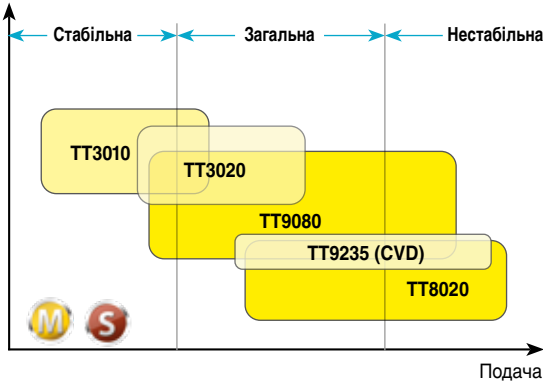 Стабільна Загальна Нестабільна
TT3010
TT3020
TT9080
TT9235 (CVD)
TT8020
M S
Подача